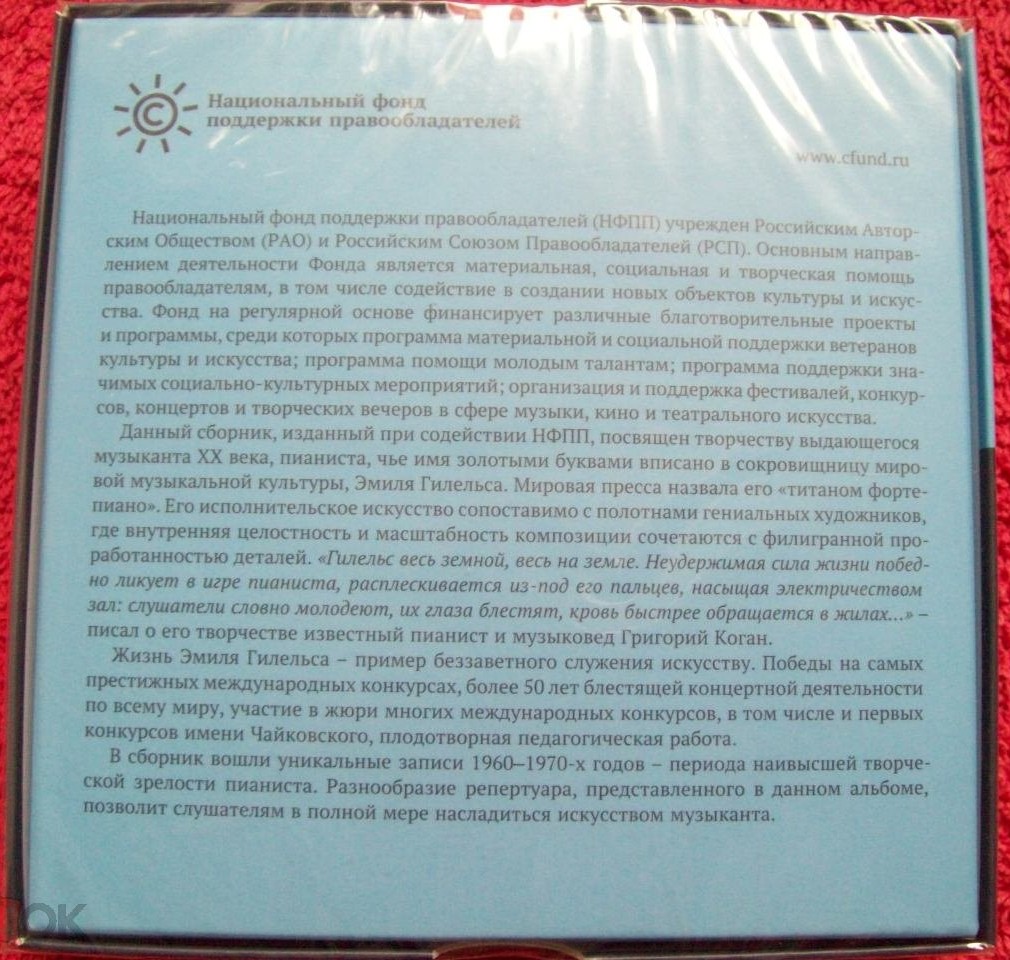 Национальный фонд
поддержки правообладателей
www.cfund.ru
Национальный фонд поддержки правообладателей (НФПП) учрежден Российским Автор-
ским Обществом (РАО) и Российским Союзом Правообладателей (РСП). Основным направ-
лением деятельности Фонда является материальная, социальная и творческая помощь
правообладателям, в том числе содействие в создании новых объектов культуры и искус-
ства. Фонд на регулярной основе финансирует различные благотворительные проекты
и программы, среди которых программа материальной и социальной поддержки ветеранов
культуры и искусства; программа помощи молодым талантам; программа поддержки зна-
чимых социально-культурных мероприятий; организация и поддержка фестивалей, конкур-
сов, концертов и творческих вечеров в сфере музыки, кино и театрального искусства.
Данный сборник, изданный при содействии НФПП, посвящен творчеству выдающегося
музыканта XX века, пианиста, чье имя золотыми буквами вписано в сокровищницу миро-
вой музыкальной культуры, Эмиля Гилельса. Мировая пресса назвала его «титаном форте-
пиано». Его исполнительское искусство сопоставимо с полотнами гениальных художников,
где внутренняя целостность и масштабность композиции сочетаются с филигранной про-
работанностью деталей. «Гилельс весь земной, весь на земле. Неудержимая сила жизни побед-
но ликует в игре пианиста, расплескивается из-под его пальцев, насыщая электричеством
зал: слушатели словно молодеют, их глаза блестят, кровь быстрее обращается в жилах...» –
писал о его творчестве известный пианист и музыковед Григорий Коган.
Жизнь Эмиля Гилельса – пример беззаветного служения искусству. Победы на самых
престижных международных конкурсах, более 50 лет блестящей концертной деятельности
по всему миру, участие в жюри многих международных конкурсов, в том числе и первых
конкурсов имени Чайковского, плодотворная педагогическая работа.
В сборник вошли уникальные записи 1960–1970-х годов – периода наивысшей творче-
ской зрелости пианиста. Разнообразие репертуара, представленного в данном альбоме,
позволит слушателям в полной мере насладиться искусством музыканта.